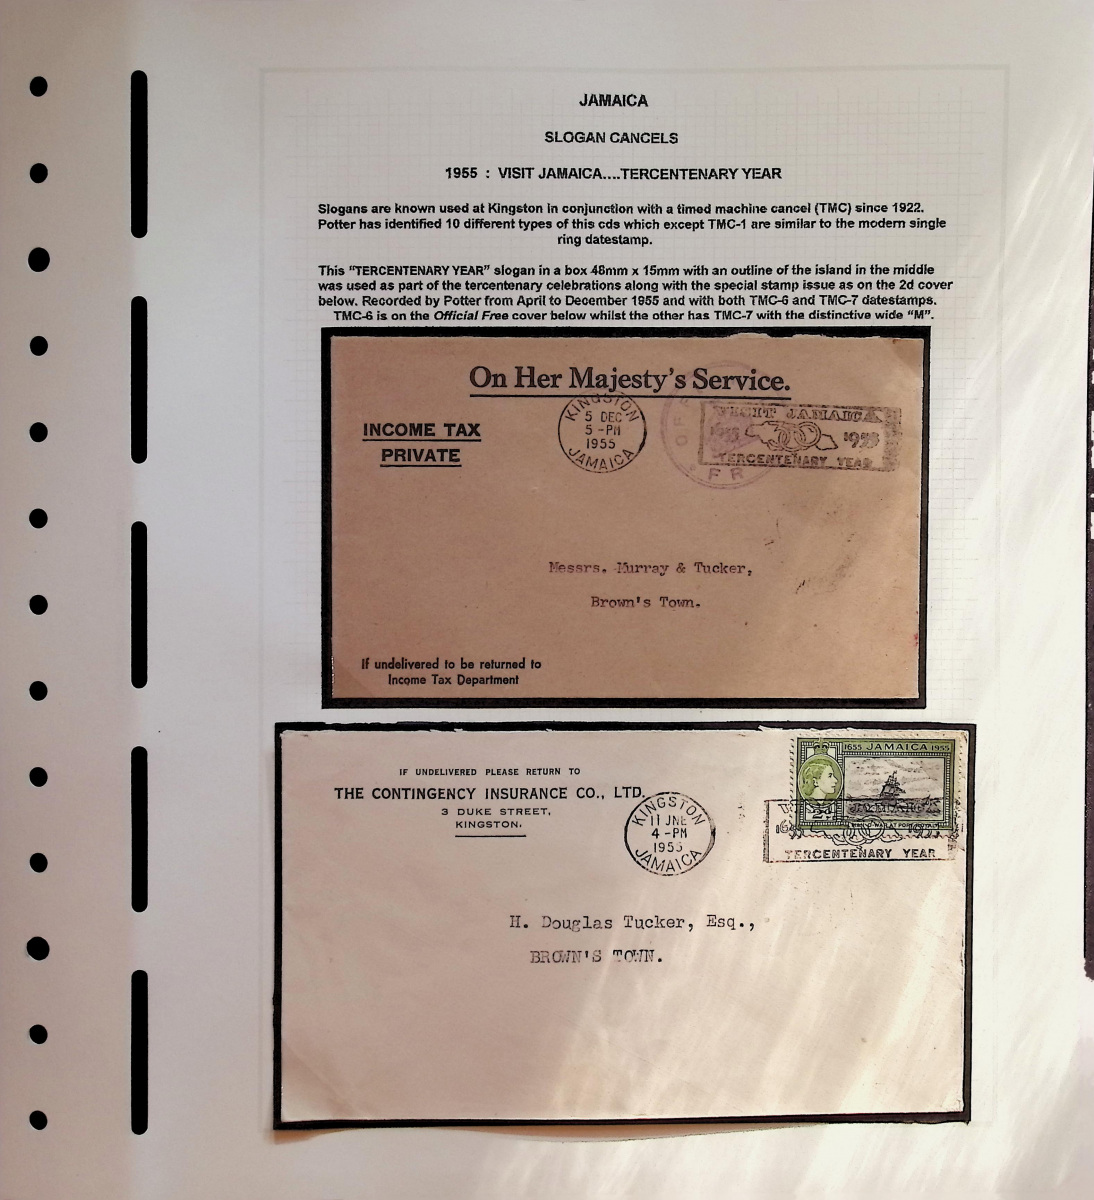 JAMAICA
SLOGAN CANCELS
1955 : VISIT JAMAICA....TERCENTENARY YEAR
Slogans are known used at Kingston in conjunction with a timed machine cancel (TMC) since 1922.
Potter has identified 10 different types of this cds which except TMC-1 are similar to the modern single
ring datestamp.
This "TERCENTENARY YEAR" slogan in a box 48mm x 15mm with an outline of the island in the middle
was used as part of the tercentenary celebrations along with the special stamp issue as on the 2d cover
below. Recorded by Potter from April to December 1955 and with both TMC-6 and TMC-7 datestamps.
TMC-6 is on the Official Free cover below whilst the other has TMC-7 with the distinctive wide "M".
On Her Majesty's Service.
INCOME TAX
PRIVATE
KINGSTON
5 DEC
5 -PM
1955
JAMAICA
VISIT JAMAICA
1655 1955
TERCENTENARY YEAR
Messrs. Murray & Tucker,
Brown's Town.
If undelivered to be returned to
Income Tax Department
IF UNDELIVERED PLEASE RETURN TO
THE CONTINGENCY INSURANCE CO., LTD.
3 DUKE STREET,
KINGSTON.
KINGSTON
11 JNE
4 -PM
1955
JAMAICA
1655 JAMAICA 1955
JAMAICA
TERCENTENARY YEAR
H. Douglas Tucker, Esq.,
BROWN'S TOWN.